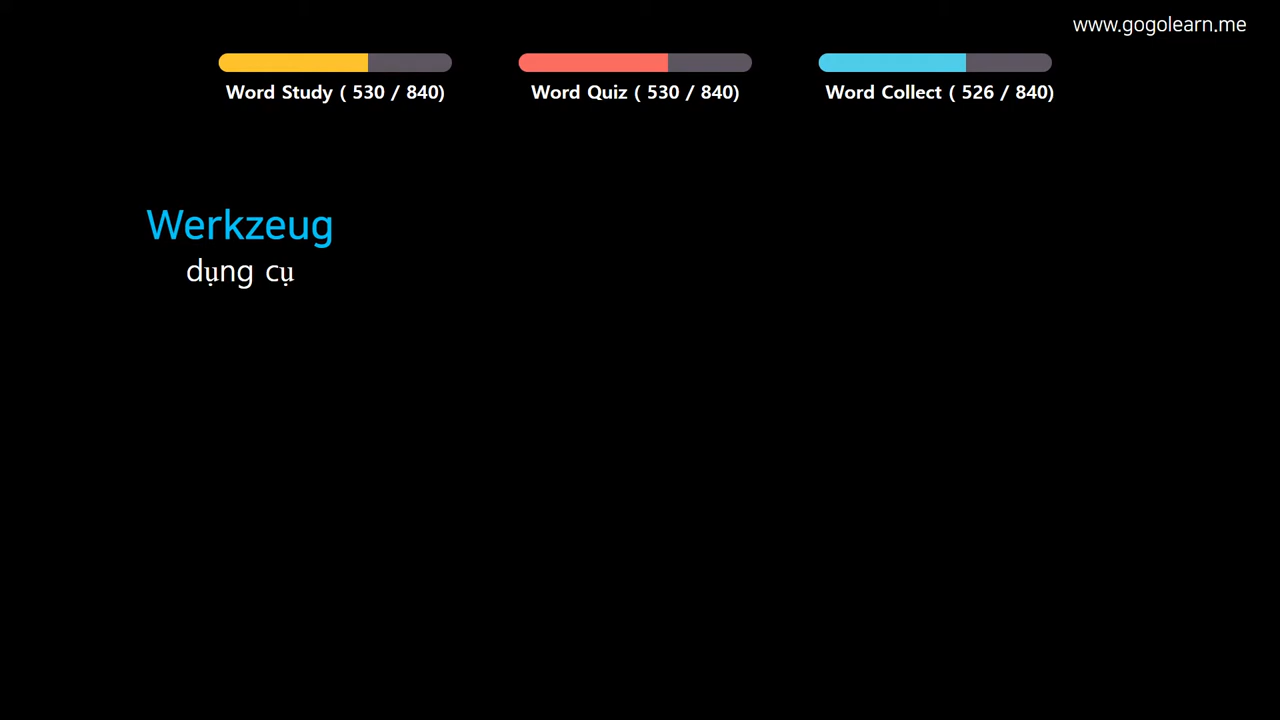 www.gogolearn.me
Word Study ( 530 / 840)
Word Quiz ( 530 / 840)
Word Collect ( 526 / 840)
Werkzeug
dụng cụ